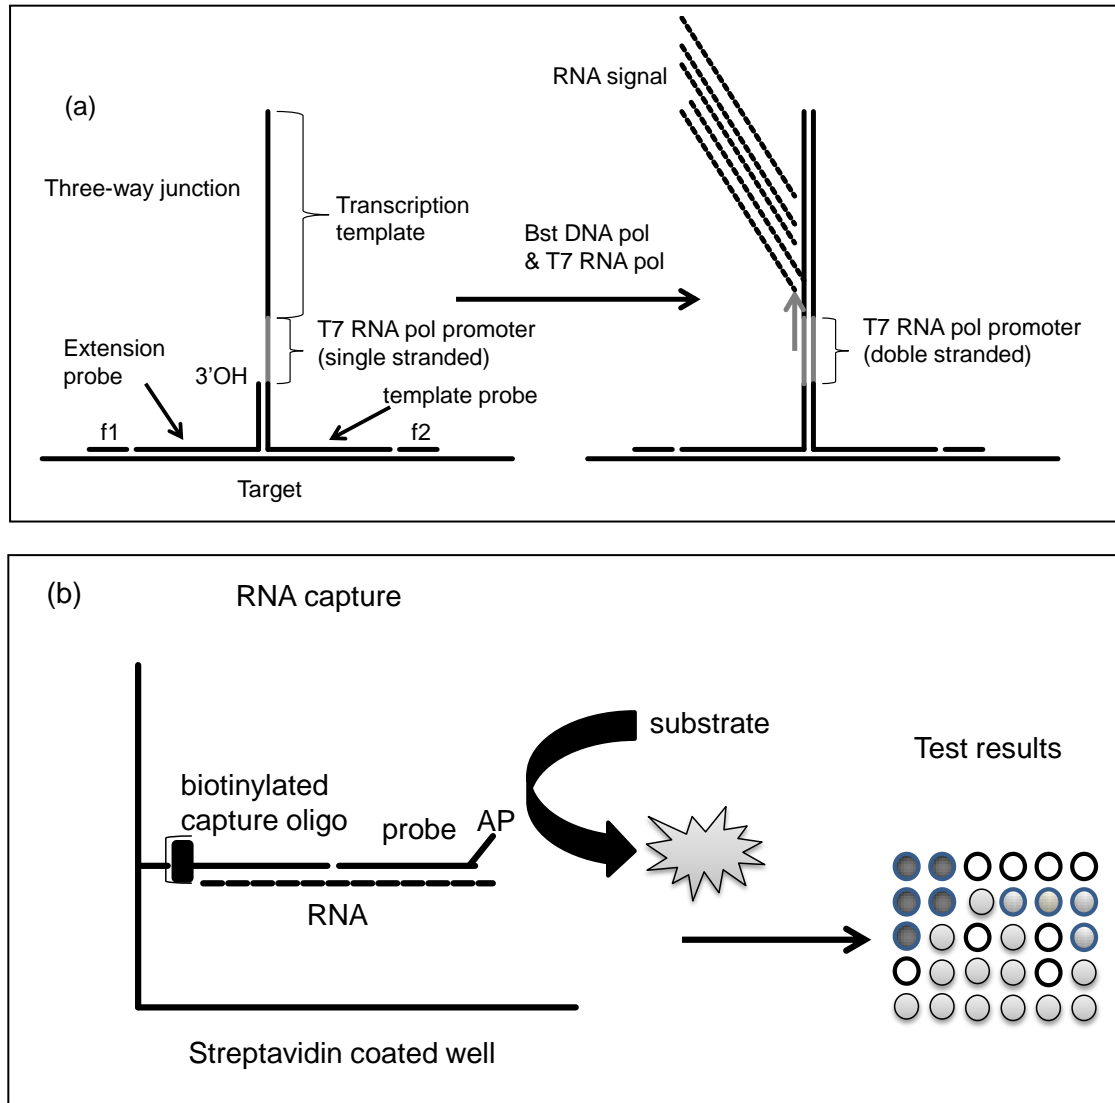 (a)
RNA signal
Three-way junction
Transcription
template
Bst DNA pol
& T7 RNA pol
T7 RNA pol promoter
(single stranded)
T7 RNA pol promoter
(doble stranded)
Extension
probe
3'OH
template probe
f1
f2
Target
(b)
RNA capture
substrate
Test results
biotinylated
capture oligo
probe
AP
RNA
Streptavidin coated well